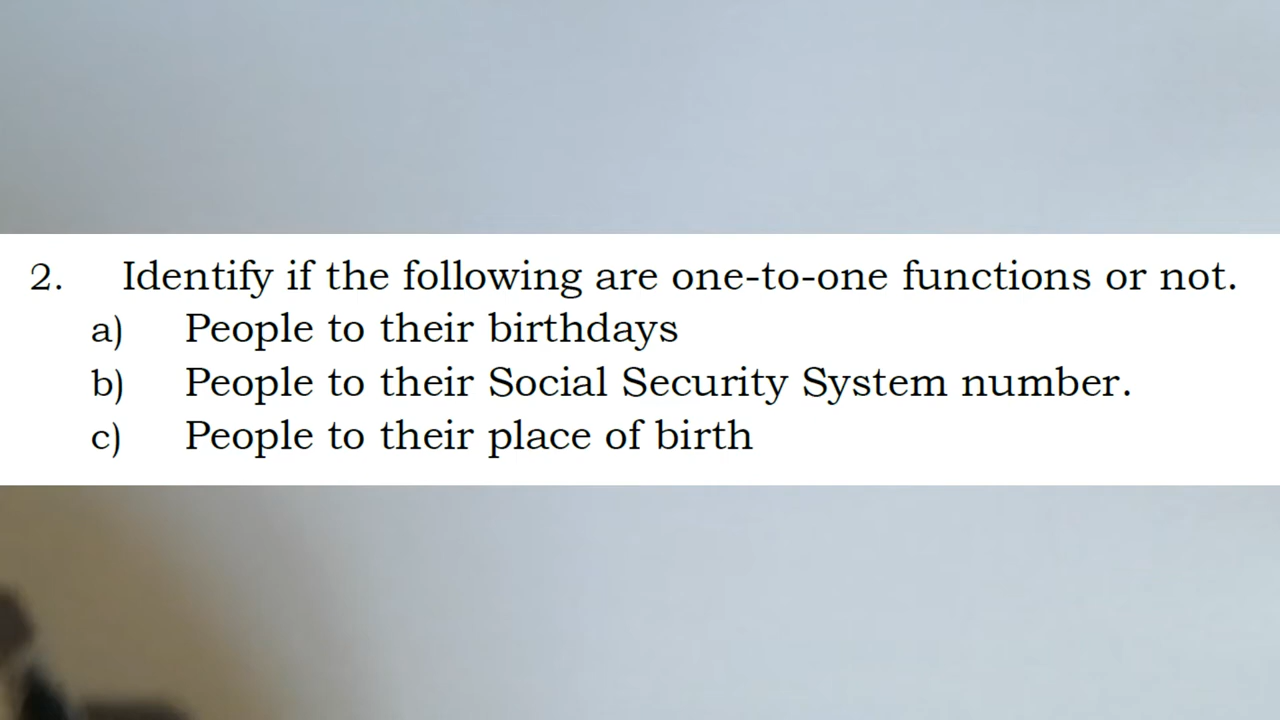 2. Identify if the following are one-to-one functions or not.
a) People to their birthdays
b) People to their Social Security System number.
c) People to their place of birth